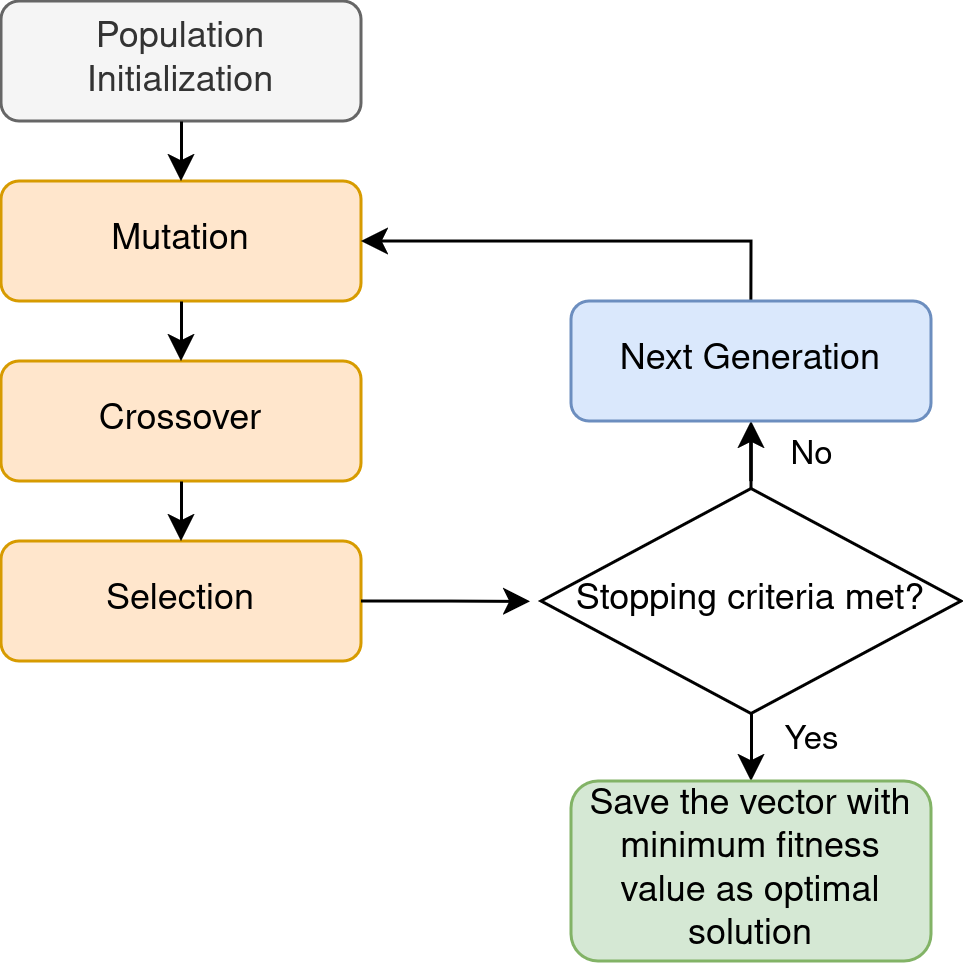 Population
Initialization
Mutation
Crossover
Selection
Next Generation
No
Stopping criteria met?
Yes
Save the vector with
minimum fitness
value as optimal
solution